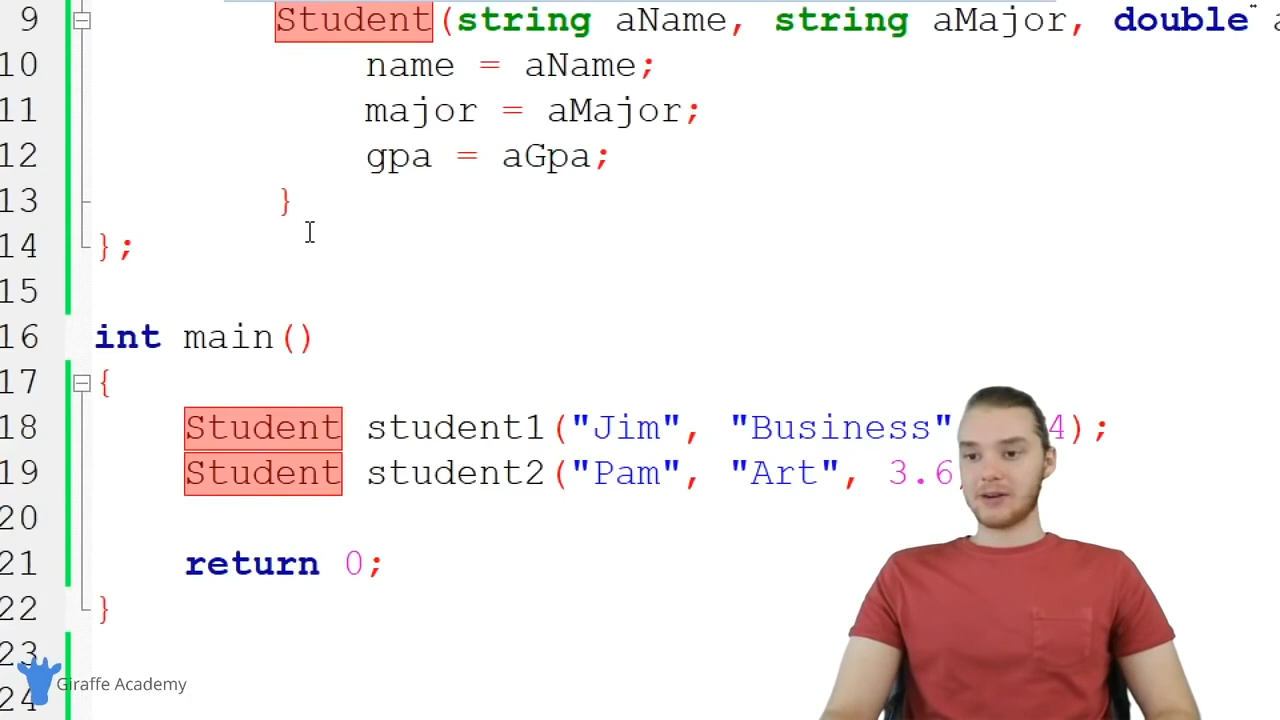 9 Student(string aName, string aMajor, double
10 name = aName;
11 major = aMajor;
12 gpa = aGpa;
13 }
14 };
15
16 int main()
17 {
18 Student student1("Jim", "Business" 4);
19 Student student2("Pam", "Art", 3.6
20
21 return 0;
22 }
23
24
Giraffe Academy